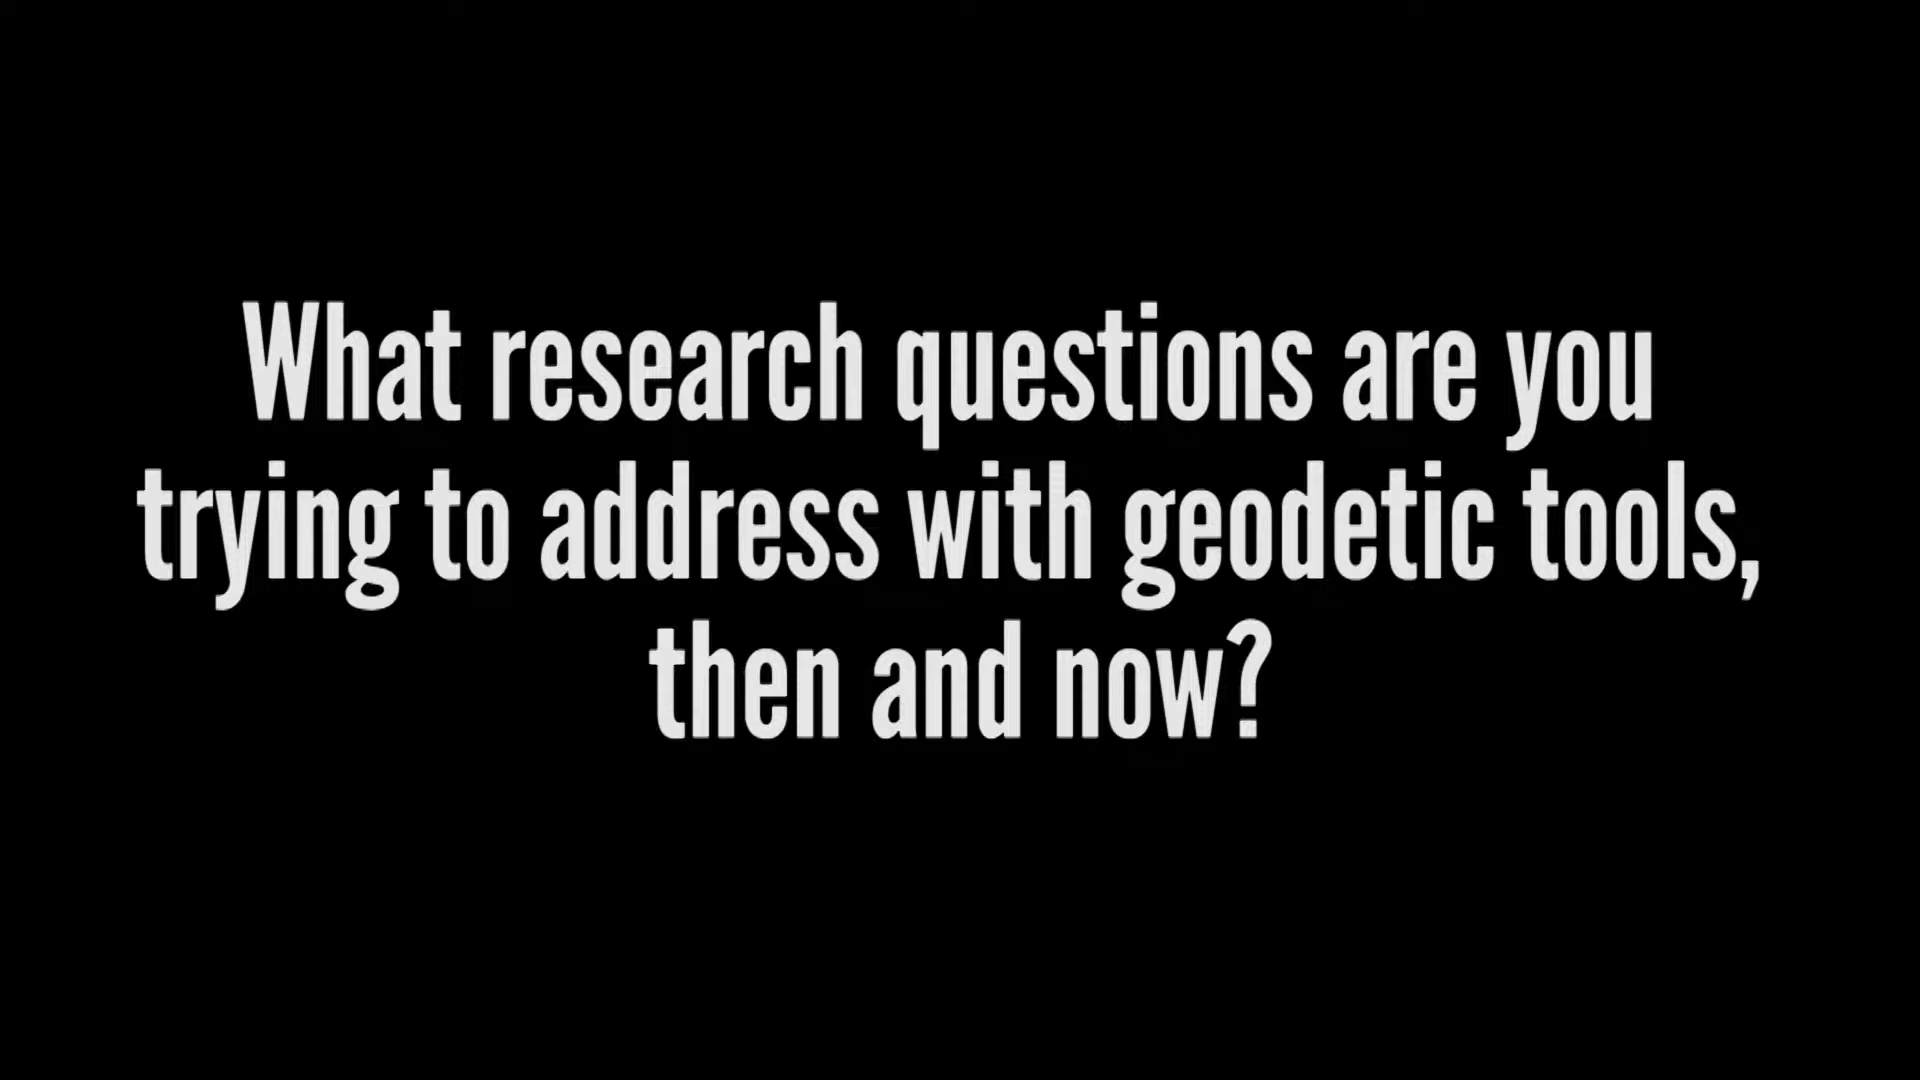 What research questions are you
trying to address with geodetic tools,
then and now?